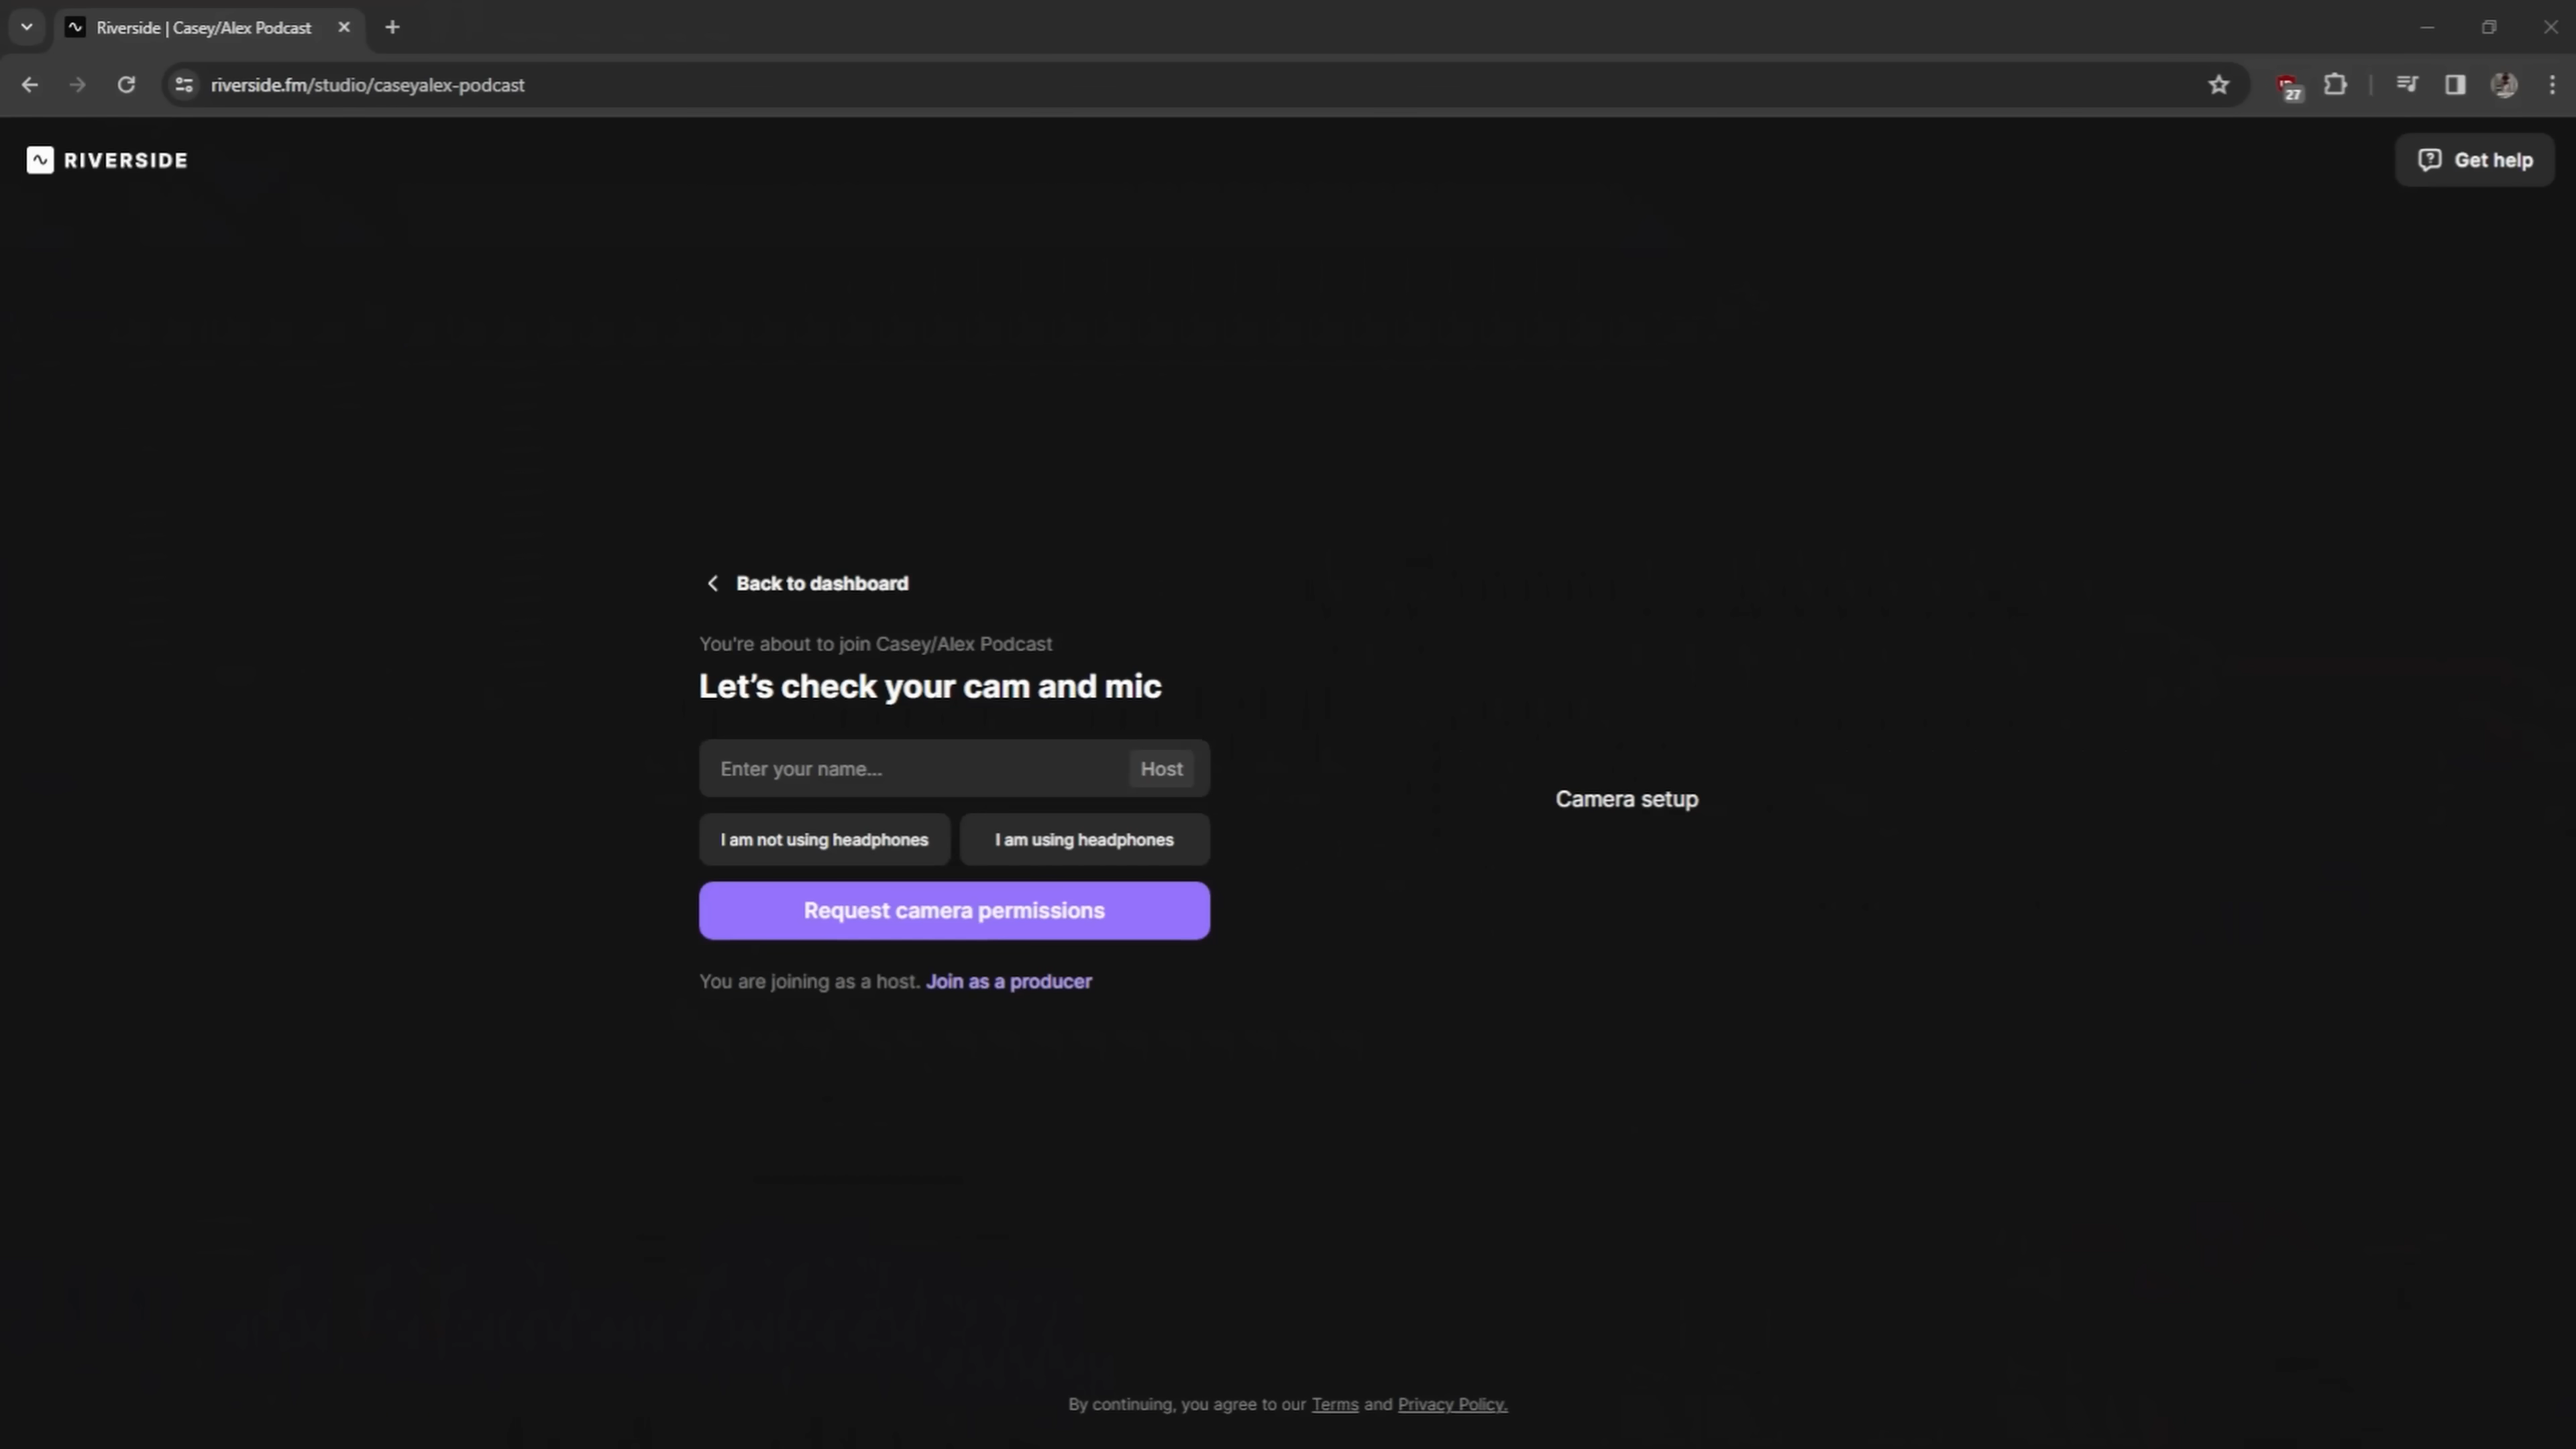 Riverside | Casey/Alex Podcast
riverside.fm/studio/caseyalex-podcast
27
RIVERSIDE
Get help
Back to dashboard
You're about to join Casey/Alex Podcast
Let's check your cam and mic
Enter your name...
Host
I am not using headphones
I am using headphones
Camera setup
Request camera permissions
You are joining as a host. Join as a producer
By continuing, you agree to our Terms and Privacy Policy.